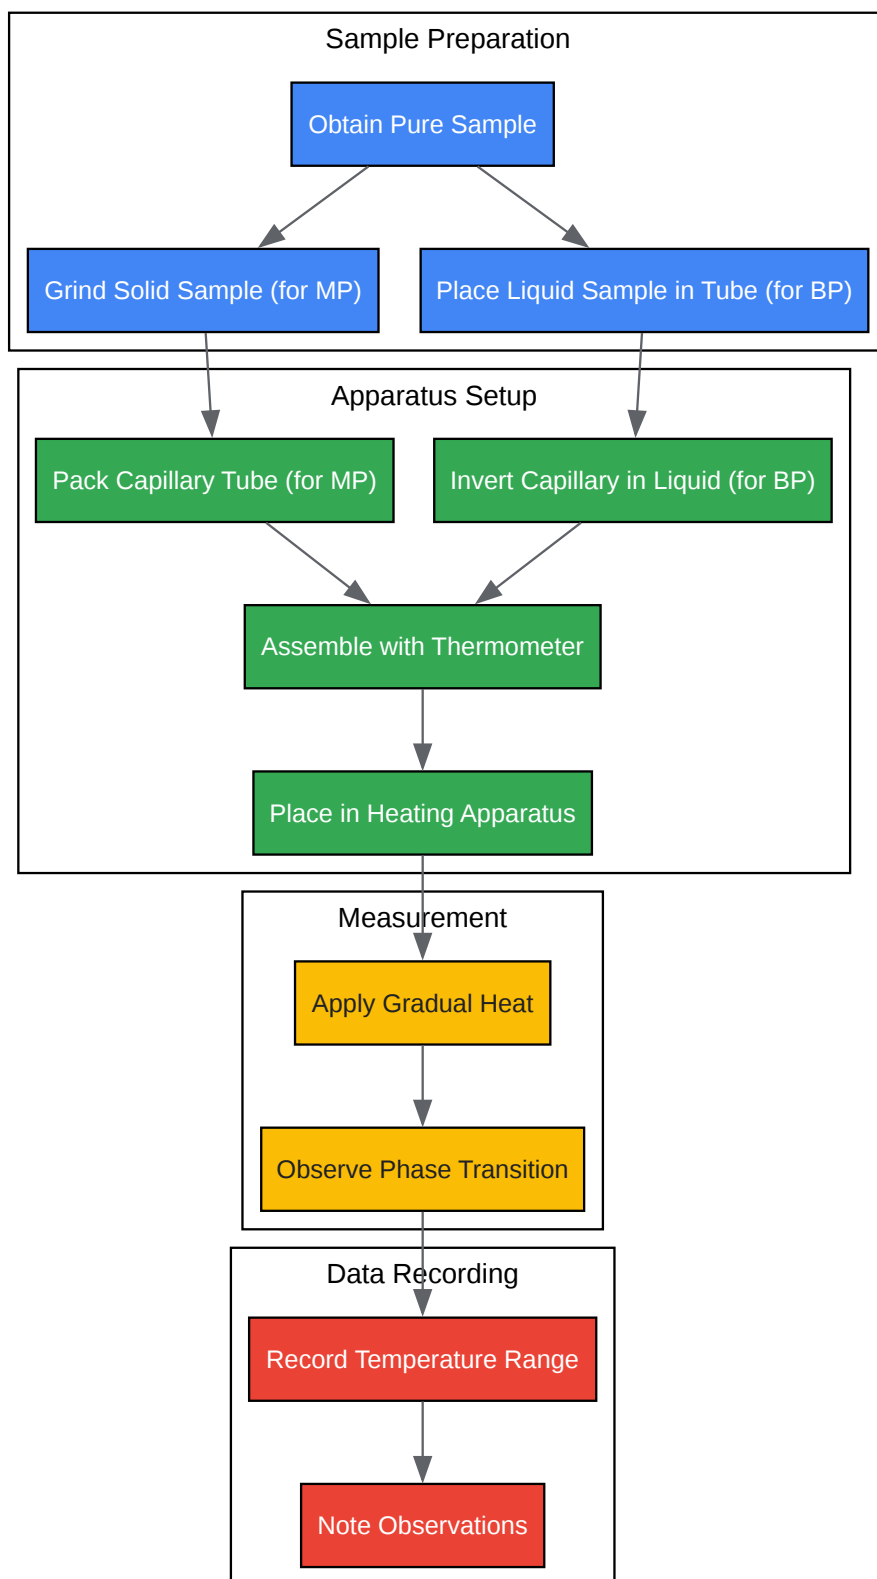 Sample Preparation
Obtain Pure Sample
Grind Solid Sample (for MP)
Place Liquid Sample in Tube (for BP)
Apparatus Setup
Pack Capillary Tube (for MP)
Invert Capillary in Liquid (for BP)
Assemble with Thermometer
Place in Heating Apparatus
Measurement
Apply Gradual Heat
Observe Phase Transition
Data Recording
Record Temperature Range
Note Observations